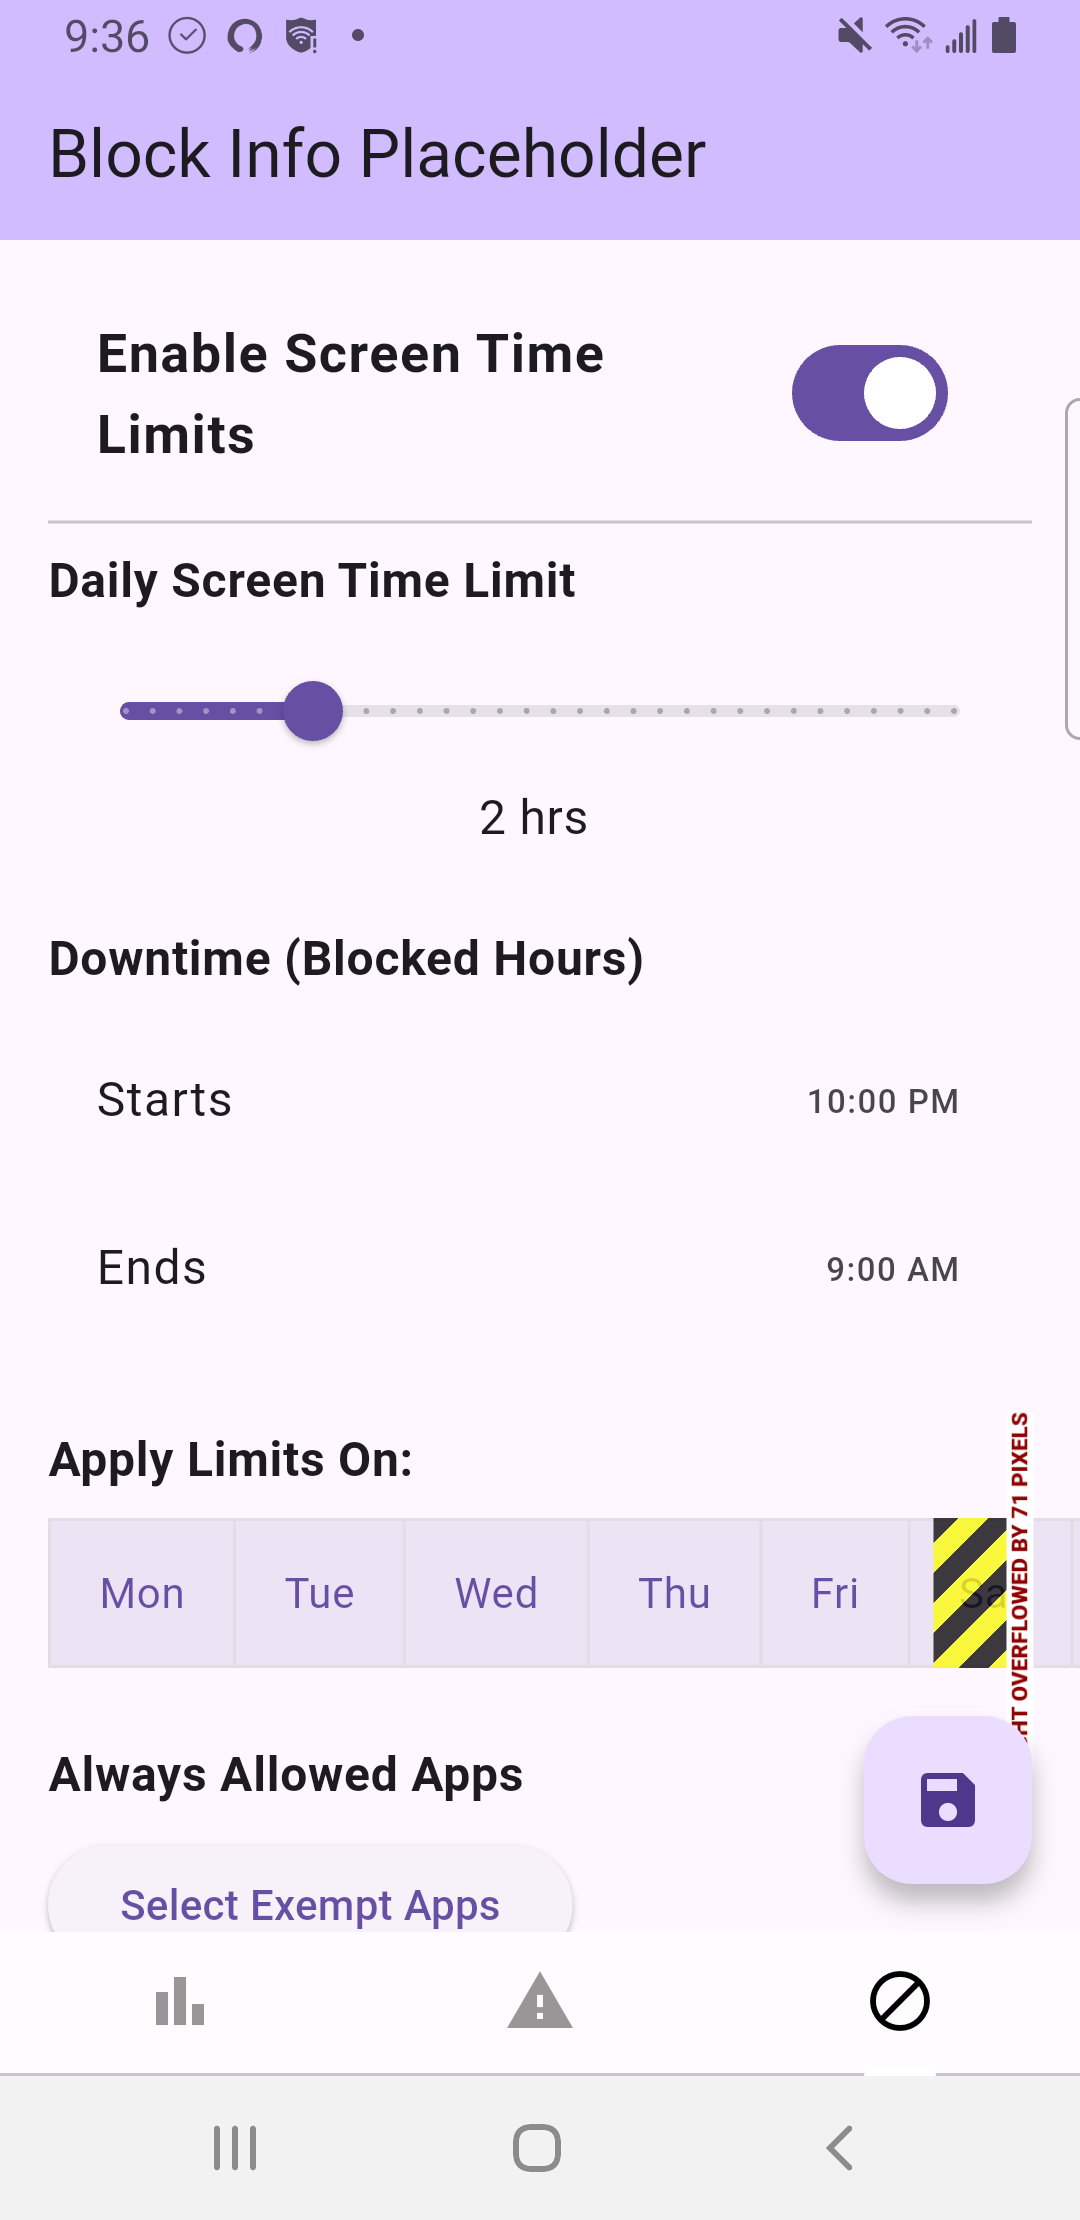 9:36
Block Info Placeholder
Enable Screen Time
Limits
Daily Screen Time Limit
2 hrs
Downtime (Blocked Hours)
Starts
10:00 PM
Ends
9:00 AM
Apply Limits On:
Mon
Tue
Wed
Thu
Fri
OVERFLOWED BY 71 PIXELS
Always Allowed Apps
Select Exempt Apps